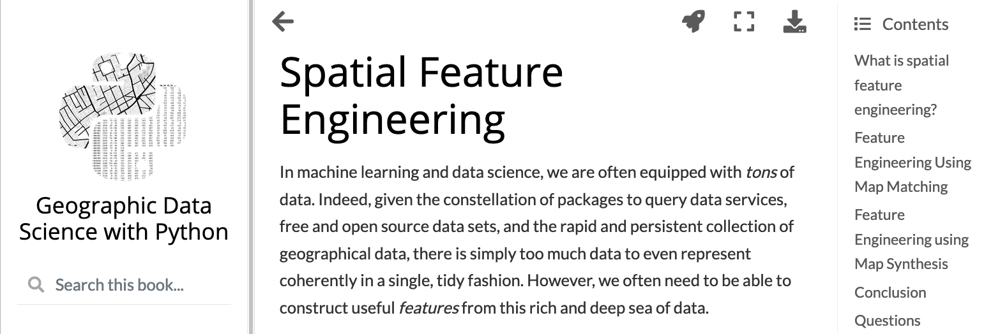 Geographic Data
Science with Python
Search this book...
Spatial Feature
Engineering
In machine learning and data science, we are often equipped with tons of
data. Indeed, given the constellation of packages to query data services,
free and open source data sets, and the rapid and persistent collection of
geographical data, there is simply too much data to even represent
coherently in a single, tidy fashion. However, we often need to be able to
construct useful features from this rich and deep sea of data.
Contents
What is spatial
feature
engineering?
Feature
Engineering Using
Map Matching
Feature
Engineering using
Map Synthesis
Conclusion
Questions